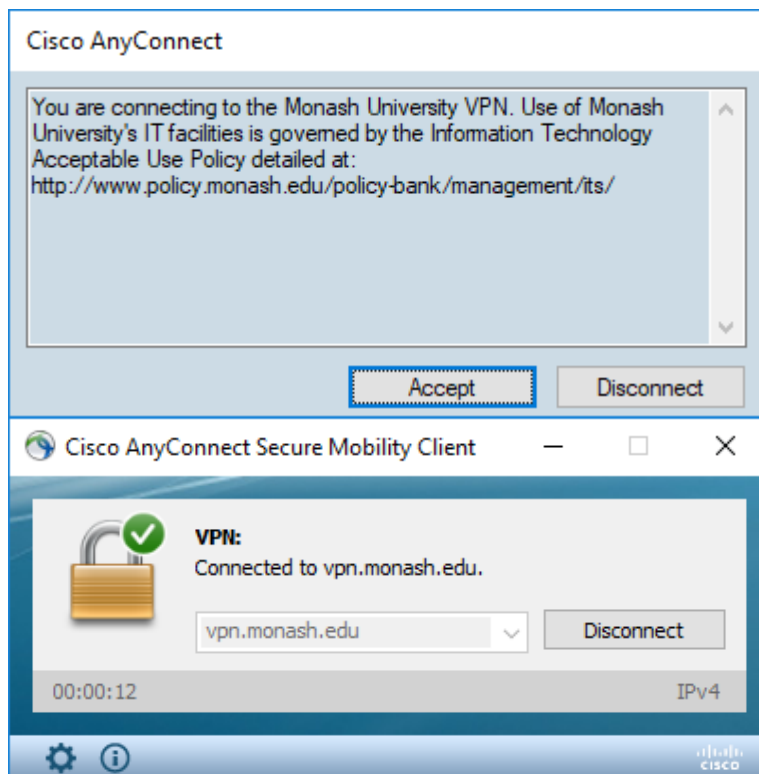 Cisco AnyConnect
You are connecting to the Monash University VPN. Use of Monash
University's IT facilities is governed by the Information Technology
Acceptable Use Policy detailed at:
http://www.policy.monash.edu/policy-bank/management/its/
Accept Disconnect
Cisco AnyConnect Secure Mobility Client
VPN:
Connected to vpn.monash.edu.
vpn.monash.edu Disconnect
00:00:12 IPv4
cisco